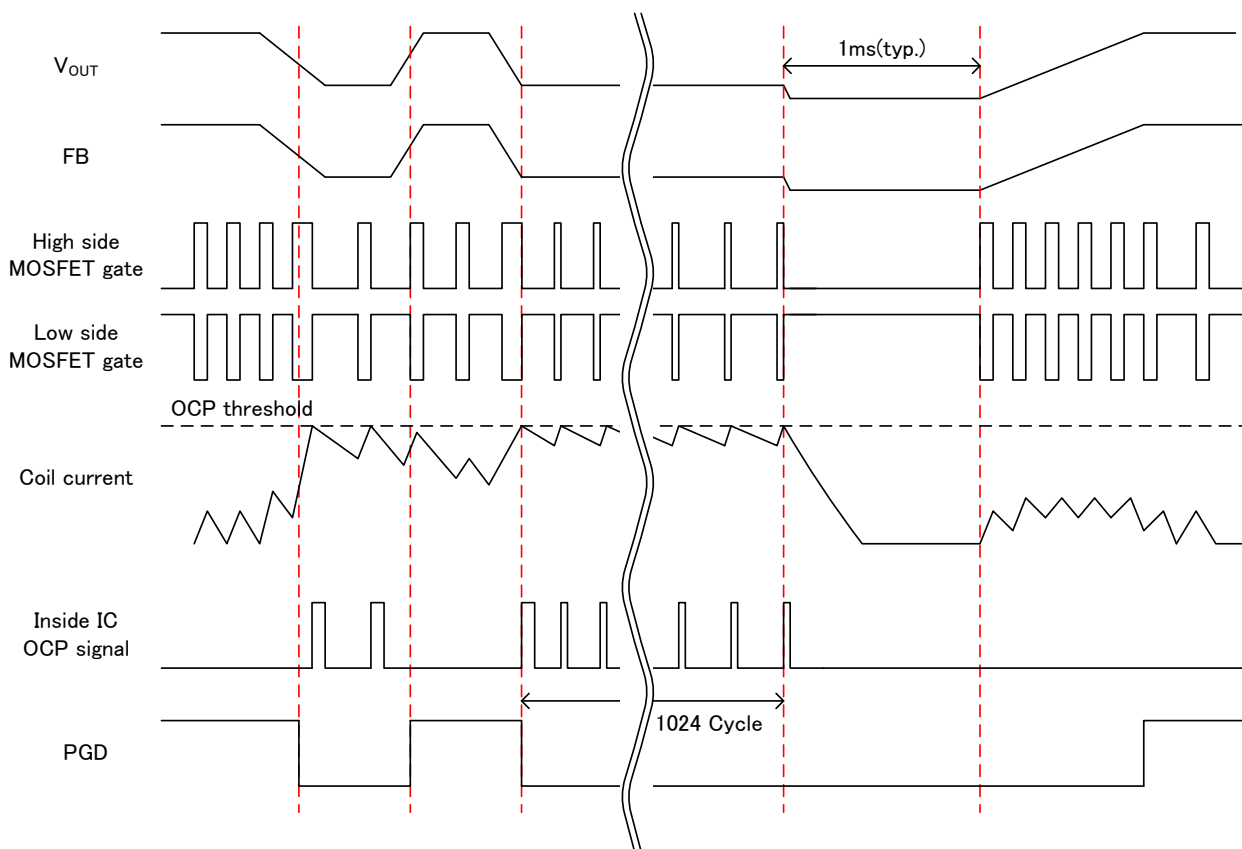 1ms(typ.)
VOUT
FB
High side
MOSFET gate
Low side
MOSFET gate
OCP threshold
Coil current
Inside IC
OCP signal
1024 Cycle
PGD